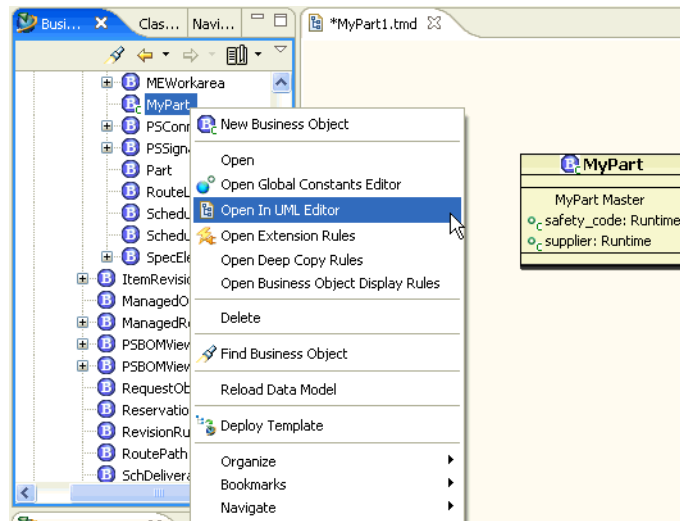 Busi...
Clas...
Navi...
*MyPart1.tmd
MEWorkarea
MyPart
PSConn
PSSigna
Part
RouteL
Schedu
Schedu
SpecEle
ItemRevisio
ManagedO
ManagedRe
PSBOMView
PSBOMView
RequestOb
Reservatio
RevisionRu
RoutePath
SchDelivera
New Business Object
Open
Open Global Constants Editor
Open In UML Editor
Open Extension Rules
Open Deep Copy Rules
Open Business Object Display Rules
Delete
Find Business Object
Reload Data Model
Deploy Template
Organize
Bookmarks
Navigate
MyPart
MyPart Master
safety_code: Runtime
supplier: Runtime